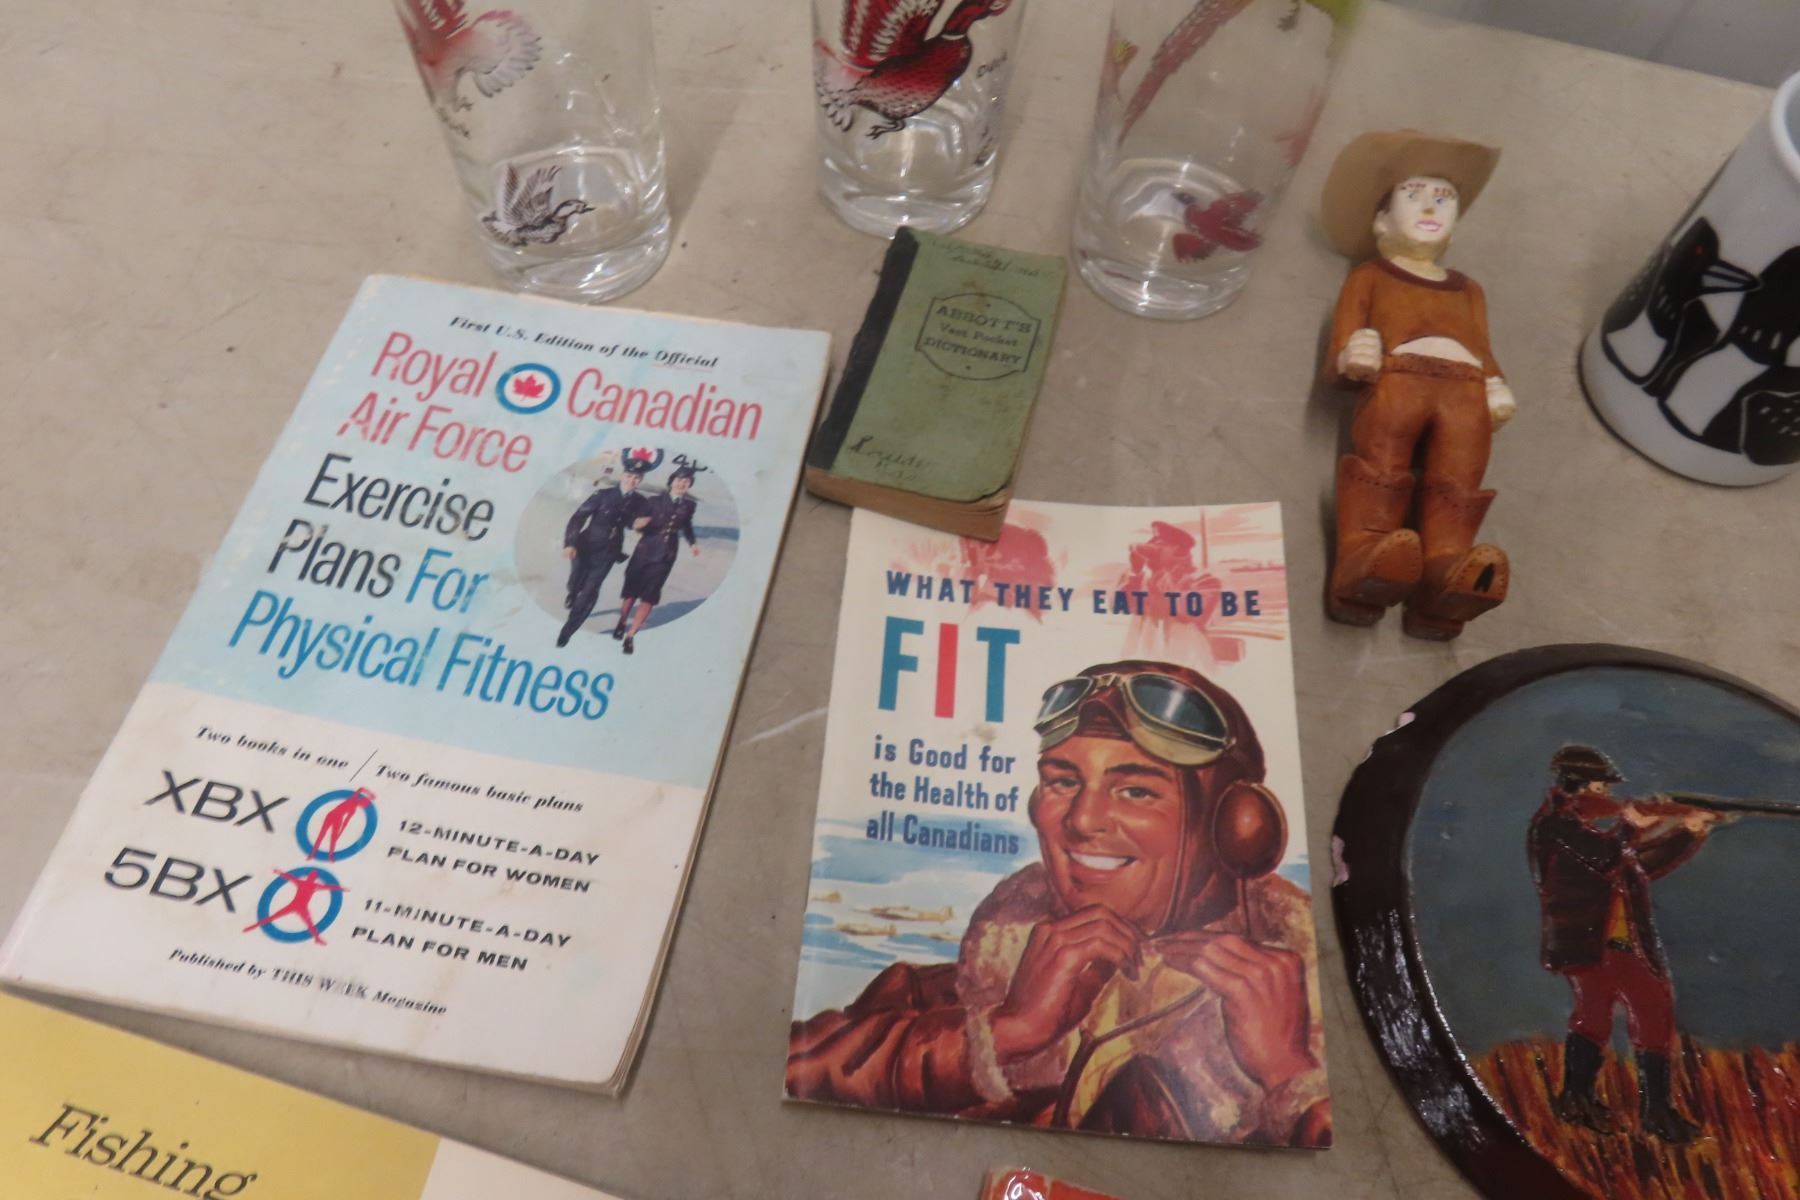 First U.S. Edition of the Official
Royal Canadian
Air Force
Exercise
Plans For
Physical Fitness
Two books in one / Two famous basic plans
XBX
12-MINUTE-A-DAY
PLAN FOR WOMEN
5BX
11-MINUTE-A-DAY
PLAN FOR MEN
Published by THIS WEEK Magazine
ABBOTT'S
Vest Pocket
DICTIONARY
WHAT THEY EAT TO BE
FIT
is Good for
the Health of
all Canadians
Fishing